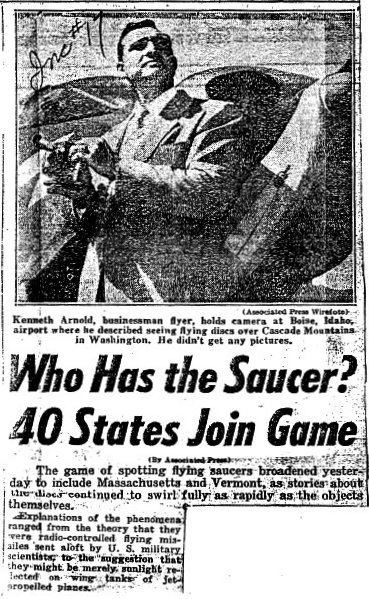 Inc #17
(Associated Press Wirefoto)
Kenneth Arnold, businessman flyer, holds camera at Boise, Idaho,
airport where he described seeing flying discs over Cascade Mountains
in Washington. He didn't get any pictures.
Who Has the Saucer?
40 States Join Game
(By Associated Press)
The game of spotting flying saucers broadened yester-
day to include Massachusetts and Vermont, as stories about
the discs continued to swirl fully as rapidly as the objects
themselves.
Explanations of the phenomena
ranged from the theory that they
were radio-controlled flying mis-
siles sent aloft by U. S. military
scientists, to the suggestion that
they might be merely sunlight re-
flected on wing tanks of jet-
propelled planes.